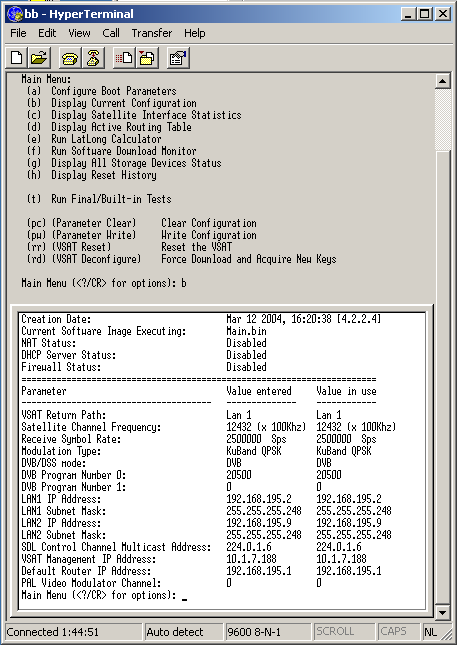 bb - HyperTerminal
File Edit View Call Transfer Help
Main Menu:
(a) Configure Boot Parameters
(b) Display Current Configuration
(c) Display Satellite Interface Statistics
(d) Display Active Routing Table
(e) Run LatLong Calculator
(f) Run Software Download Monitor
(g) Display All Storage Devices Status
(h) Display Reset History
(t) Run Final/Built-in Tests
(pc) (Parameter Clear) Clear Configuration
(pw) (Parameter Write) Write Configuration
(rr) (VSAT Reset) Reset the VSAT
(rd) (VSAT Deconfigure) Force Download and Acquire New Keys
Main Menu (<?/CR> for options): b
Creation Date: Mar 12 2004, 16:20:38 [4.2.2.4]
Current Software Image Executing: Main.bin
NAT Status: Disabled
DHCP Server Status: Disabled
Firewall Status: Disabled
======================================================================
Parameter Value entered Value in use
------------------------------------- ------------- ------------
VSAT Return Path: Lan 1 Lan 1
Satellite Channel Frequency: 12432 (x 100Khz) 12432 (x 100Khz)
Receive Symbol Rate: 2500000 Sps 2500000 Sps
Modulation Type: KuBand QPSK KuBand QPSK
DVB/DSS mode: DVB DVB
DVB Program Number 0: 20500 20500
DVB Program Number 1: 0 0
LAN1 IP Address: 192.168.195.2 192.168.195.2
LAN1 Subnet Mask: 255.255.255.248 255.255.255.248
LAN2 IP Address: 192.168.195.9 192.168.195.9
LAN2 Subnet Mask: 255.255.255.248 255.255.255.248
SDL Control Channel Multicast Address: 224.0.1.6 224.0.1.6
VSAT Management IP Address: 10.1.7.188 10.1.7.188
Default Router IP Address: 192.168.195.1 192.168.195.1
PAL Video Modulator Channel: 0 0
Main Menu (<?/CR> for options): _
Connected 1:44:51 Auto detect 9600 8-N-1 SCROLL CAPS NL